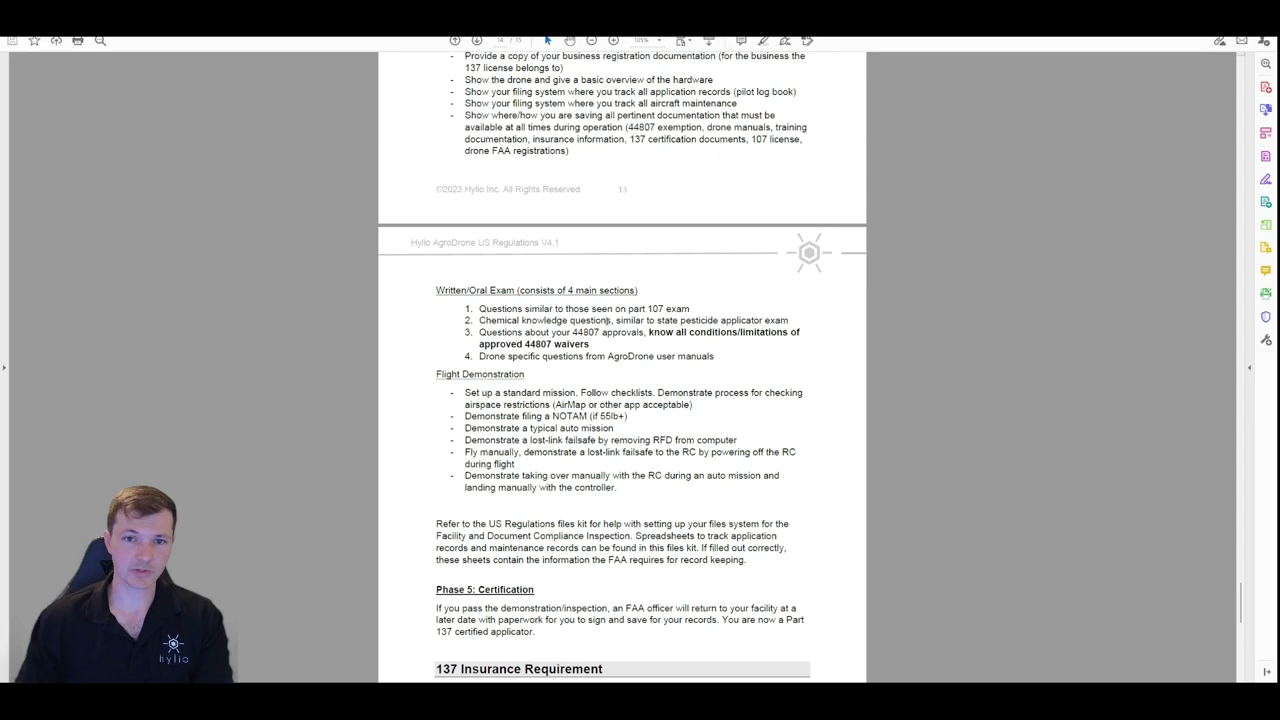 14 / 15
105%
- Provide a copy of your business registration documentation (for the business the
137 license belongs to)
- Show the drone and give a basic overview of the hardware
- Show your filing system where you track all application records (pilot log book)
- Show your filing system where you track all aircraft maintenance
- Show where/how you are saving all pertinent documentation that must be
available at all times during operation (44807 exemption, drone manuals, training
documentation, insurance information, 137 certification documents, 107 license,
drone FAA registrations)
©2023 Hylio Inc. All Rights Reserved 13
Hylio AgroDrone US Regulations V4.1
Written/Oral Exam (consists of 4 main sections)
1. Questions similar to those seen on part 107 exam
2. Chemical knowledge questions, similar to state pesticide applicator exam
3. Questions about your 44807 approvals, know all conditions/limitations of
approved 44807 waivers
4. Drone specific questions from AgroDrone user manuals
Flight Demonstration
- Set up a standard mission. Follow checklists. Demonstrate process for checking
airspace restrictions (AirMap or other app acceptable)
- Demonstrate filing a NOTAM (if 55lb+)
- Demonstrate a typical auto mission
- Demonstrate a lost-link failsafe by removing RFD from computer
- Fly manually, demonstrate a lost-link failsafe to the RC by powering off the RC
during flight
- Demonstrate taking over manually with the RC during an auto mission and
landing manually with the controller.
Refer to the US Regulations files kit for help with setting up your files system for the
Facility and Document Compliance Inspection. Spreadsheets to track application
records and maintenance records can be found in this files kit. If filled out correctly,
these sheets contain the information the FAA requires for record keeping.
Phase 5: Certification
If you pass the demonstration/inspection, an FAA officer will return to your facility at a
later date with paperwork for you to sign and save for your records. You are now a Part
137 certified applicator.
137 Insurance Requirement
hylio